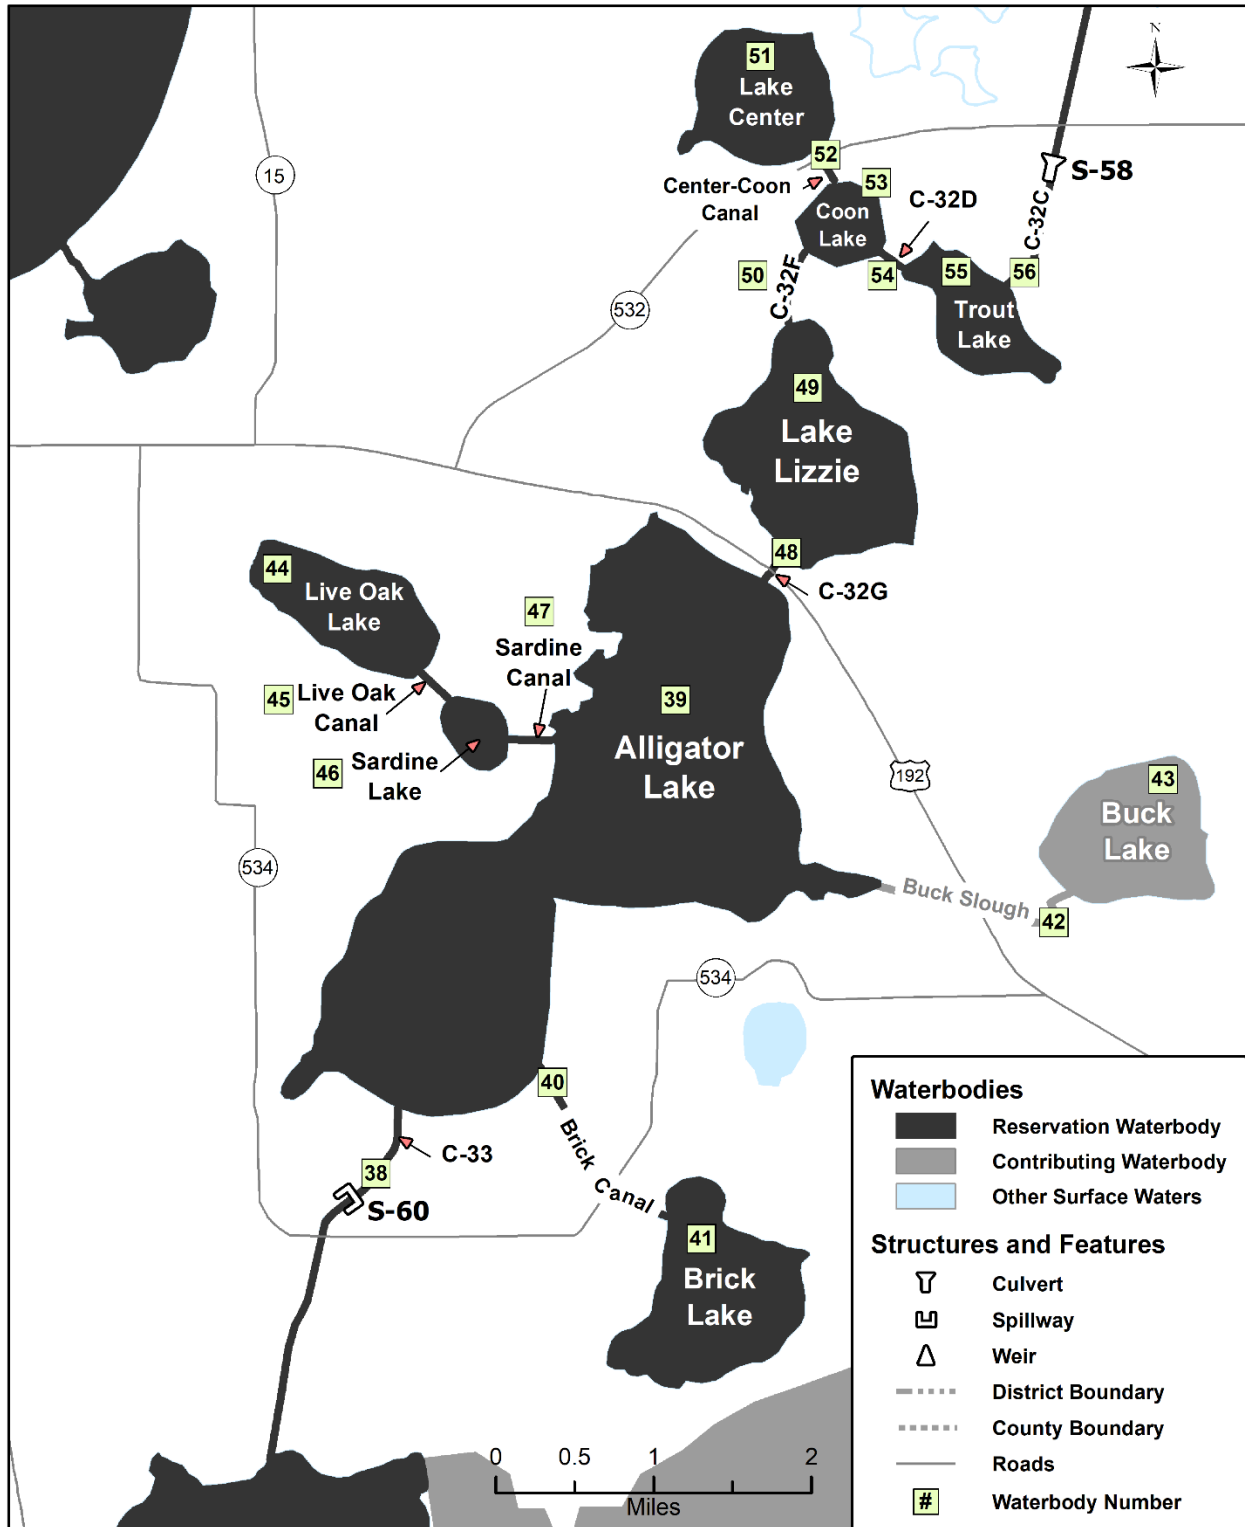 N
51
Lake
Center
52
Center-Coon
Canal
53
Coon
Lake
C-32D
S-58
C-32C
15
50
C-32F
54
55
56
Trout
Lake
532
49
Lake
Lizzie
48
C-32G
44
Live Oak
Lake
47
Sardine
Canal
45
Live Oak
Canal
46
Sardine
Lake
39
Alligator
Lake
192
43
Buck
Lake
534
Buck Slough
42
534
40
Brick Canal
C-33
38
S-60
41
Brick
Lake
0 0.5 1 2
Miles
Waterbodies
Reservation Waterbody
Contributing Waterbody
Other Surface Waters
Structures and Features
Culvert
Spillway
Weir
District Boundary
County Boundary
Roads
# Waterbody Number